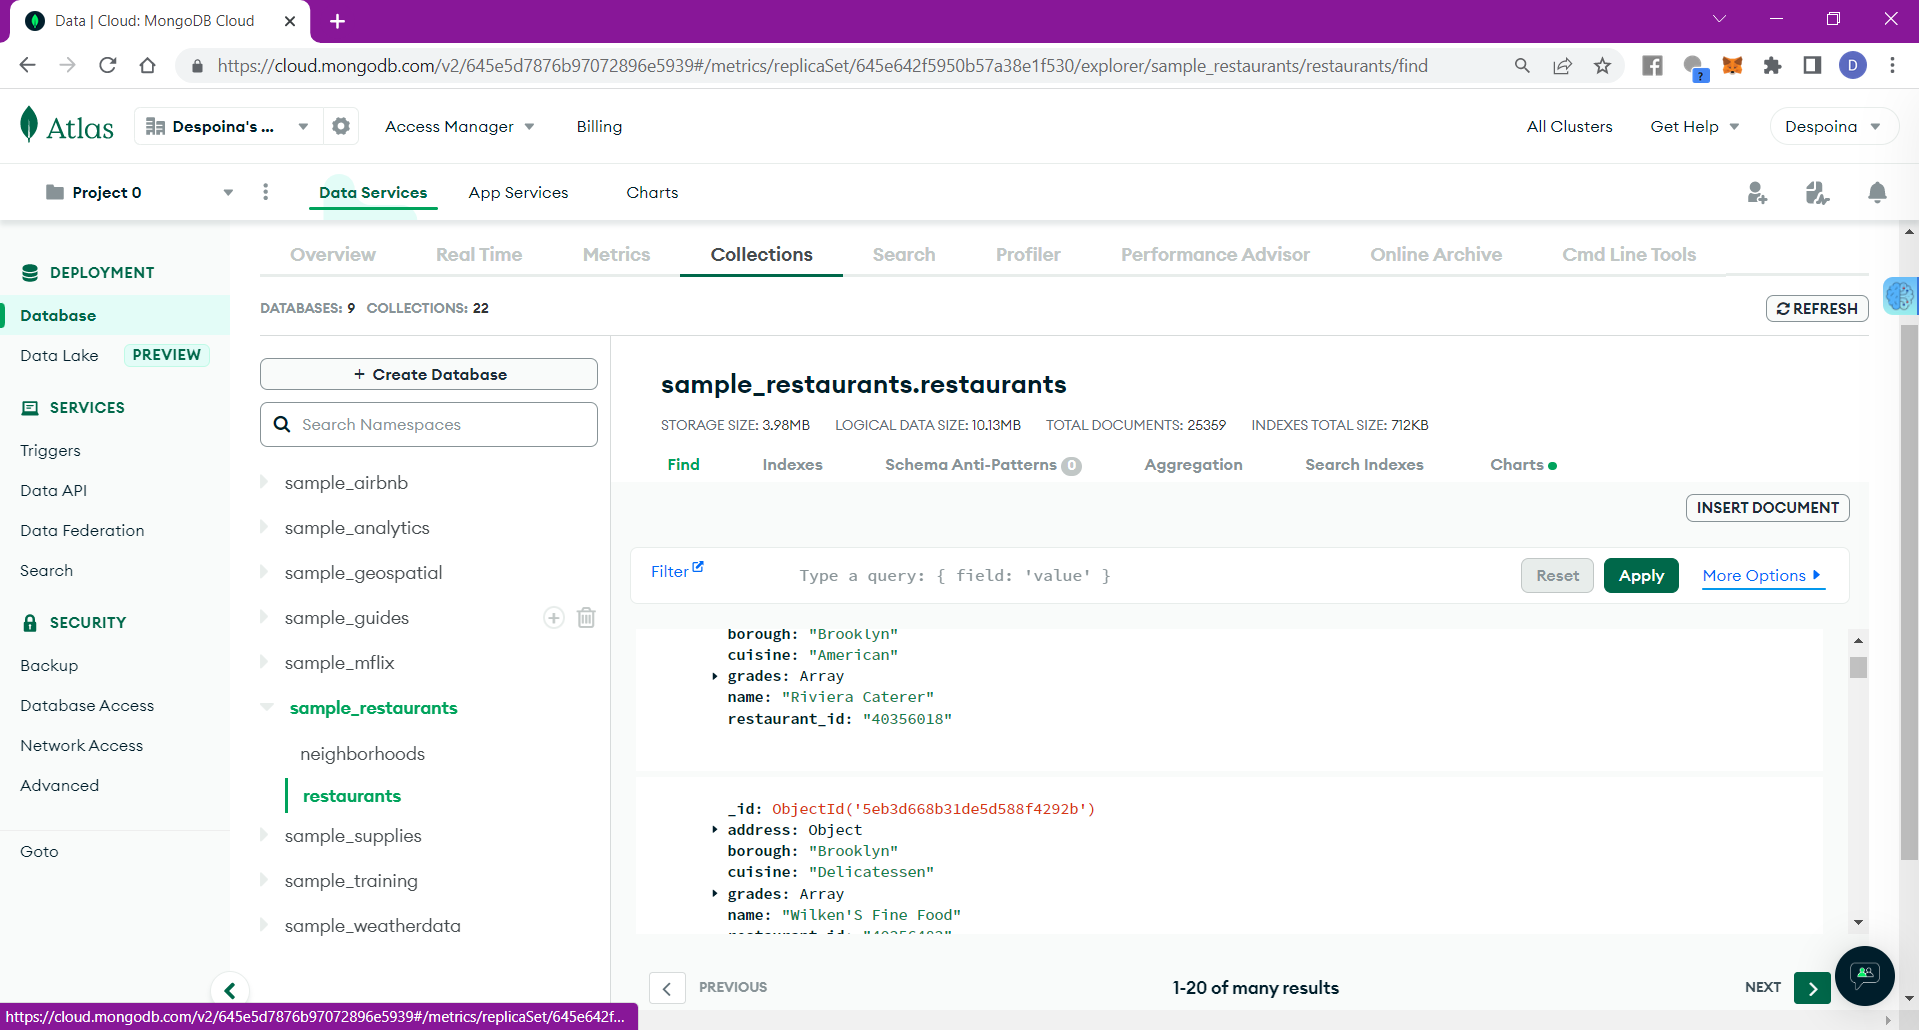 Data | Cloud: MongoDB Cloud
https://cloud.mongodb.com/v2/645e5d7876b97072896e5939#/metrics/replicaSet/645e642f5950b57a38e1f530/explorer/sample_restaurants/restaurants/find
?
D
Atlas
Despoina's ...
Access Manager
Billing
All Clusters
Get Help
Despoina
Project 0
Data Services
App Services
Charts
DEPLOYMENT
Database
Data Lake PREVIEW
SERVICES
Triggers
Data API
Data Federation
Search
SECURITY
Backup
Database Access
Network Access
Advanced
Goto
Overview
Real Time
Metrics
Collections
Search
Profiler
Performance Advisor
Online Archive
Cmd Line Tools
DATABASES: 9 COLLECTIONS: 22
REFRESH
+ Create Database
Search Namespaces
sample_airbnb
sample_analytics
sample_geospatial
sample_guides
sample_mflix
sample_restaurants
neighborhoods
restaurants
sample_supplies
sample_training
sample_weatherdata
sample_restaurants.restaurants
STORAGE SIZE: 3.98MB LOGICAL DATA SIZE: 10.13MB TOTAL DOCUMENTS: 25359 INDEXES TOTAL SIZE: 712KB
Find
Indexes
Schema Anti-Patterns 0
Aggregation
Search Indexes
Charts
INSERT DOCUMENT
Filter
Type a query: { field: 'value' }
Reset
Apply
More Options
borough: "Brooklyn"
cuisine: "American"
grades: Array
name: "Riviera Caterer"
restaurant_id: "40356018"
_id: ObjectId('5eb3d668b31de5d588f4292b')
address: Object
borough: "Brooklyn"
cuisine: "Delicatessen"
grades: Array
name: "Wilken'S Fine Food"
restaurant_id: "40356483"
PREVIOUS
1-20 of many results
NEXT
https://cloud.mongodb.com/v2/645e5d7876b97072896e5939#/metrics/replicaSet/645e642f...